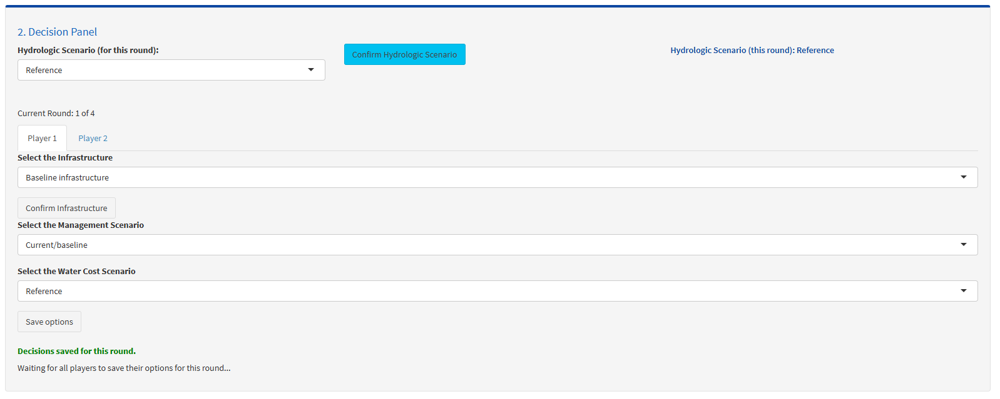 2. Decision Panel
Hydrologic Scenario (for this round):
Confirm Hydrologic Scenario
Hydrologic Scenario (this round): Reference
Reference
Current Round: 1 of 4
Player 1
Player 2
Select the Infrastructure
Baseline infrastructure
Confirm Infrastructure
Select the Management Scenario
Current/baseline
Select the Water Cost Scenario
Reference
Save options
Decisions saved for this round.
Waiting for all players to save their options for this round...